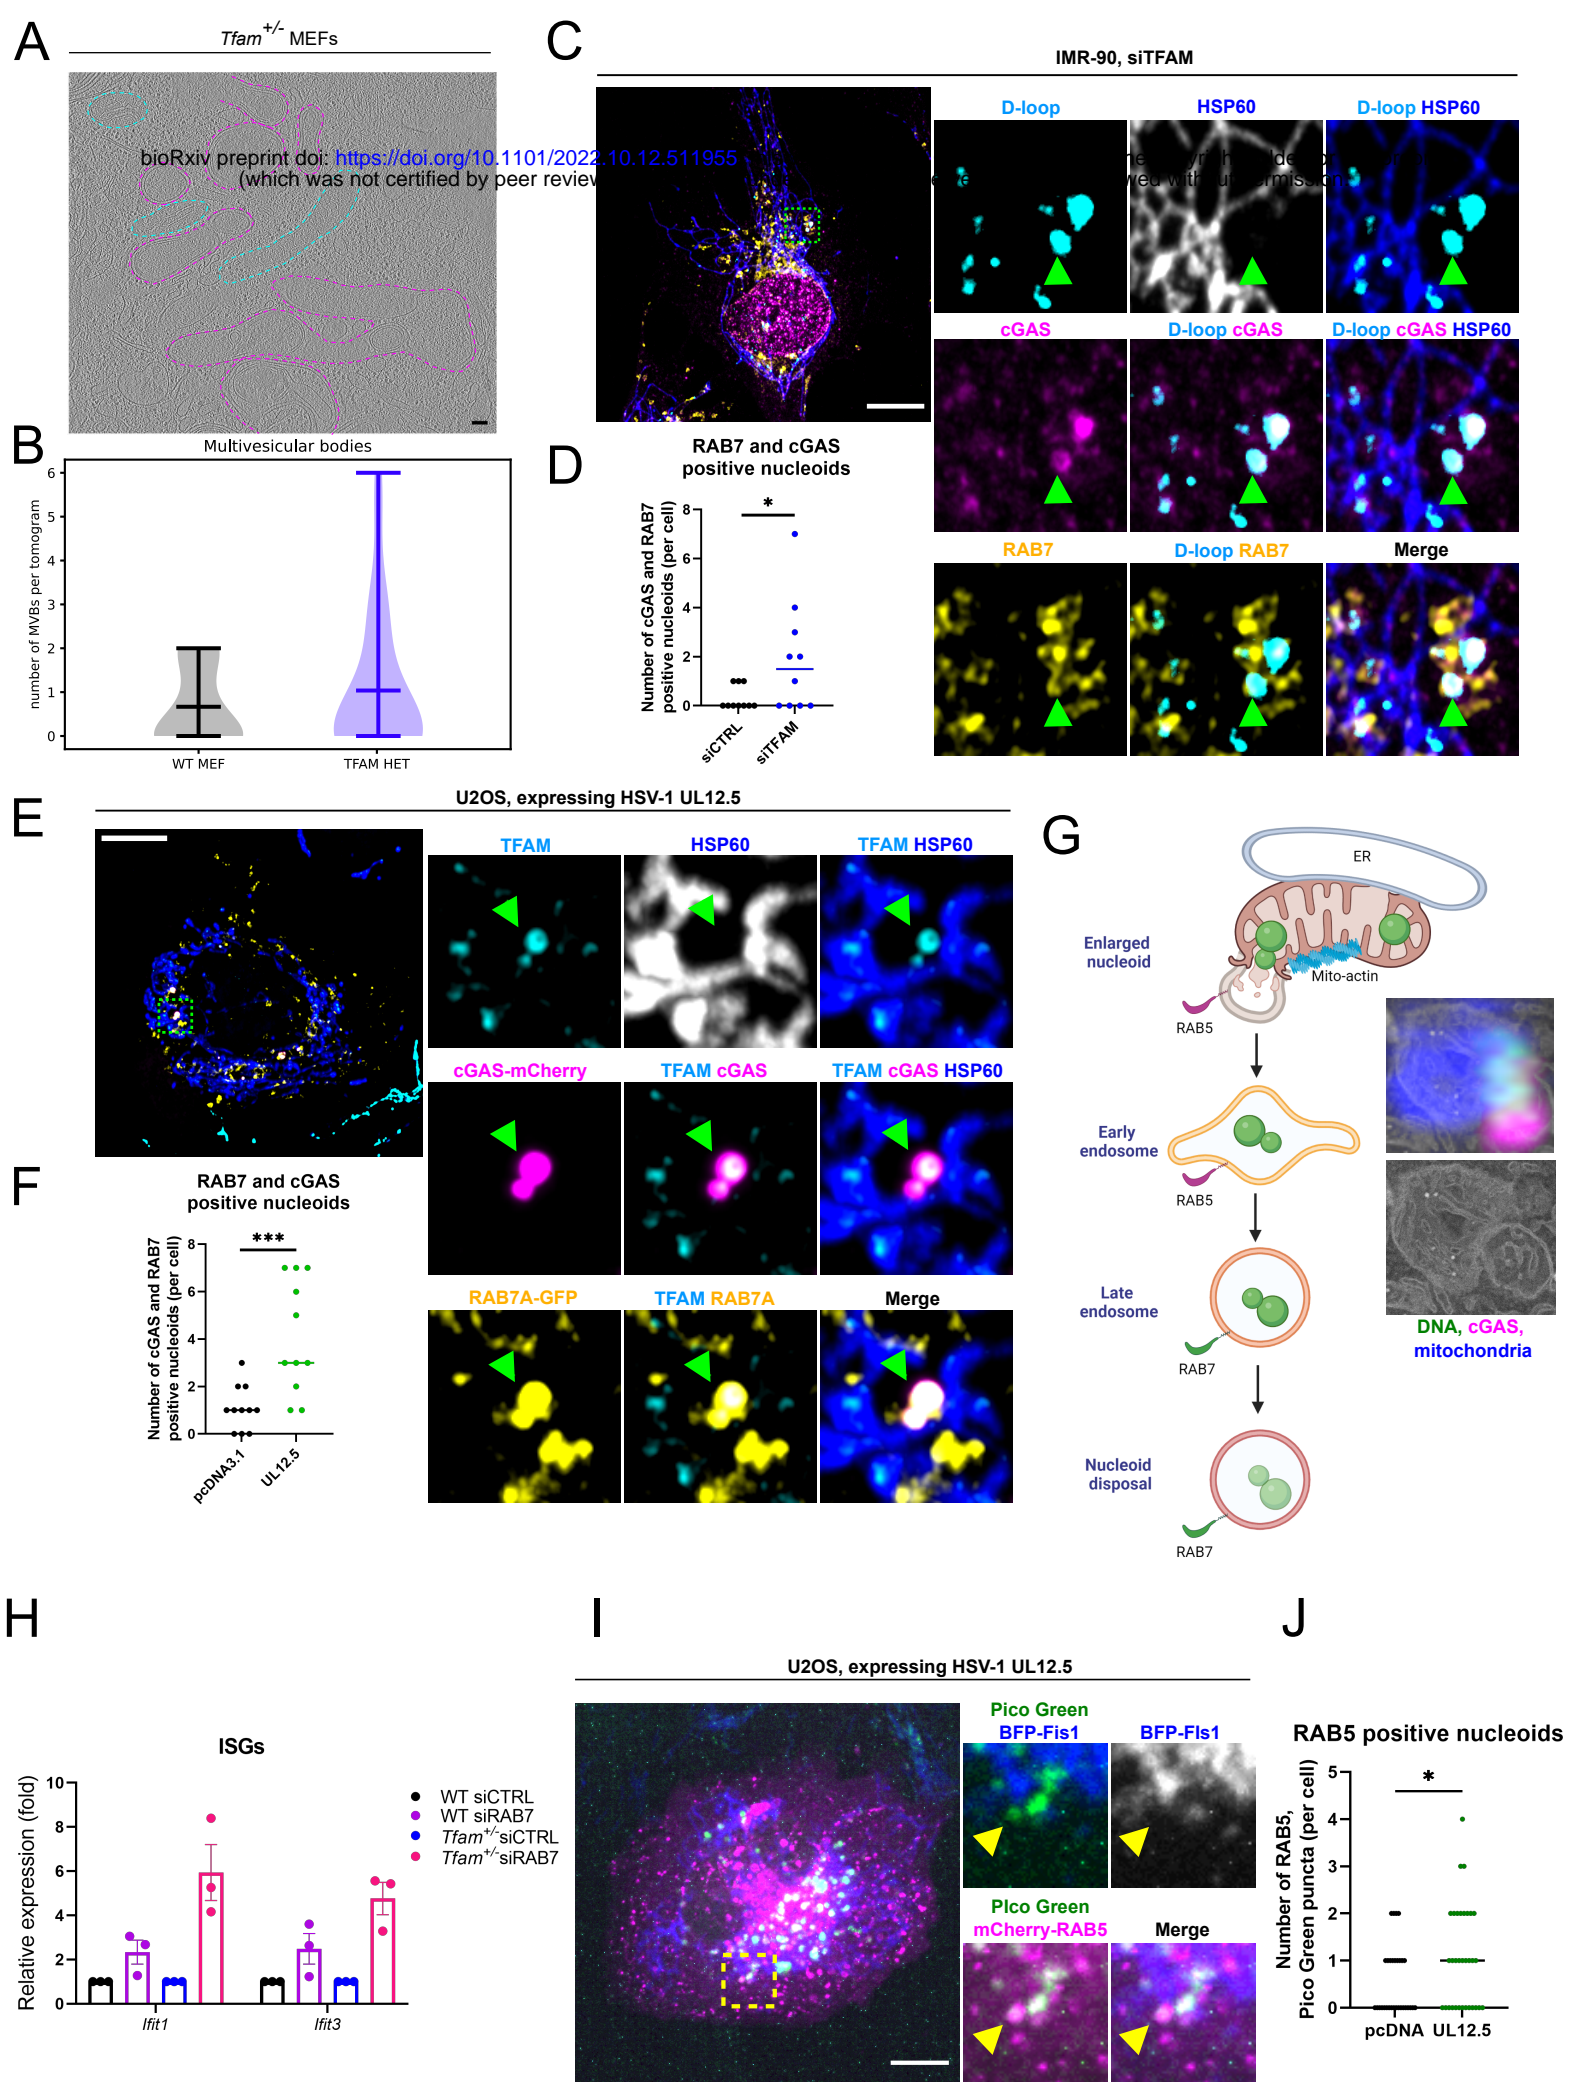 A
Tfam+/- MEFs
bioRxiv preprint doi: https://doi.org/10.1101/2022.10.12.511955
(which was not certified by peer review
B
Multivesicular bodies
number of MVBs per tomogram
6
5
4
3
2
1
0
WT MEF
TFAM HET
C
IMR-90, siTFAM
D-loop
HSP60
D-loop HSP60
cGAS
D-loop cGAS
D-loop cGAS HSP60
RAB7
D-loop RAB7
Merge
D
RAB7 and cGAS
positive nucleoids
Number of cGAS and RAB7
positive nucleoids (per cell)
8
6
4
2
0
*
siCTRL
siTFAM
E
U2OS, expressing HSV-1 UL12.5
TFAM
HSP60
TFAM HSP60
cGAS-mCherry
TFAM cGAS
TFAM cGAS HSP60
RAB7A-GFP
TFAM RAB7A
Merge
F
RAB7 and cGAS
positive nucleoids
Number of cGAS and RAB7
positive nucleoids (per cell)
8
6
4
2
0
***
pcDNA3.1
UL12.5
G
ER
Enlarged
nucleoid
Mito-actin
RAB5
Early
endosome
RAB5
Late
endosome
RAB7
Nucleoid
disposal
RAB7
DNA, cGAS,
mitochondria
H
ISGs
Relative expression (fold)
10
8
6
4
2
0
Ifit1
Ifit3
WT siCTRL
WT siRAB7
Tfam+/-siCTRL
Tfam+/-siRAB7
I
U2OS, expressing HSV-1 UL12.5
Pico Green
BFP-Fis1
BFP-FIs1
PIco Green
mCherry-RAB5
Merge
J
RAB5 positive nucleoids
Number of RAB5,
Pico Green puncta (per cell)
5
4
3
2
1
0
*
pcDNA
UL12.5